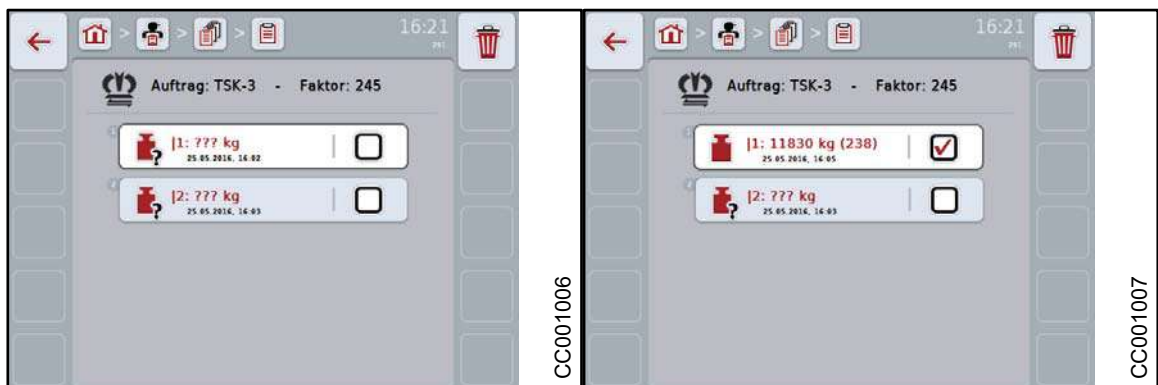 16:21
Auftrag: TSK-3 - Faktor: 245
|1: ??? kg
25.05.2016, 16:02
|2: ??? kg
25.05.2016, 16:03
CC001006
16:21
Auftrag: TSK-3 - Faktor: 245
|1: 11830 kg (238)
25.05.2016, 16:05
|2: ??? kg
25.05.2016, 16:03
CC001007